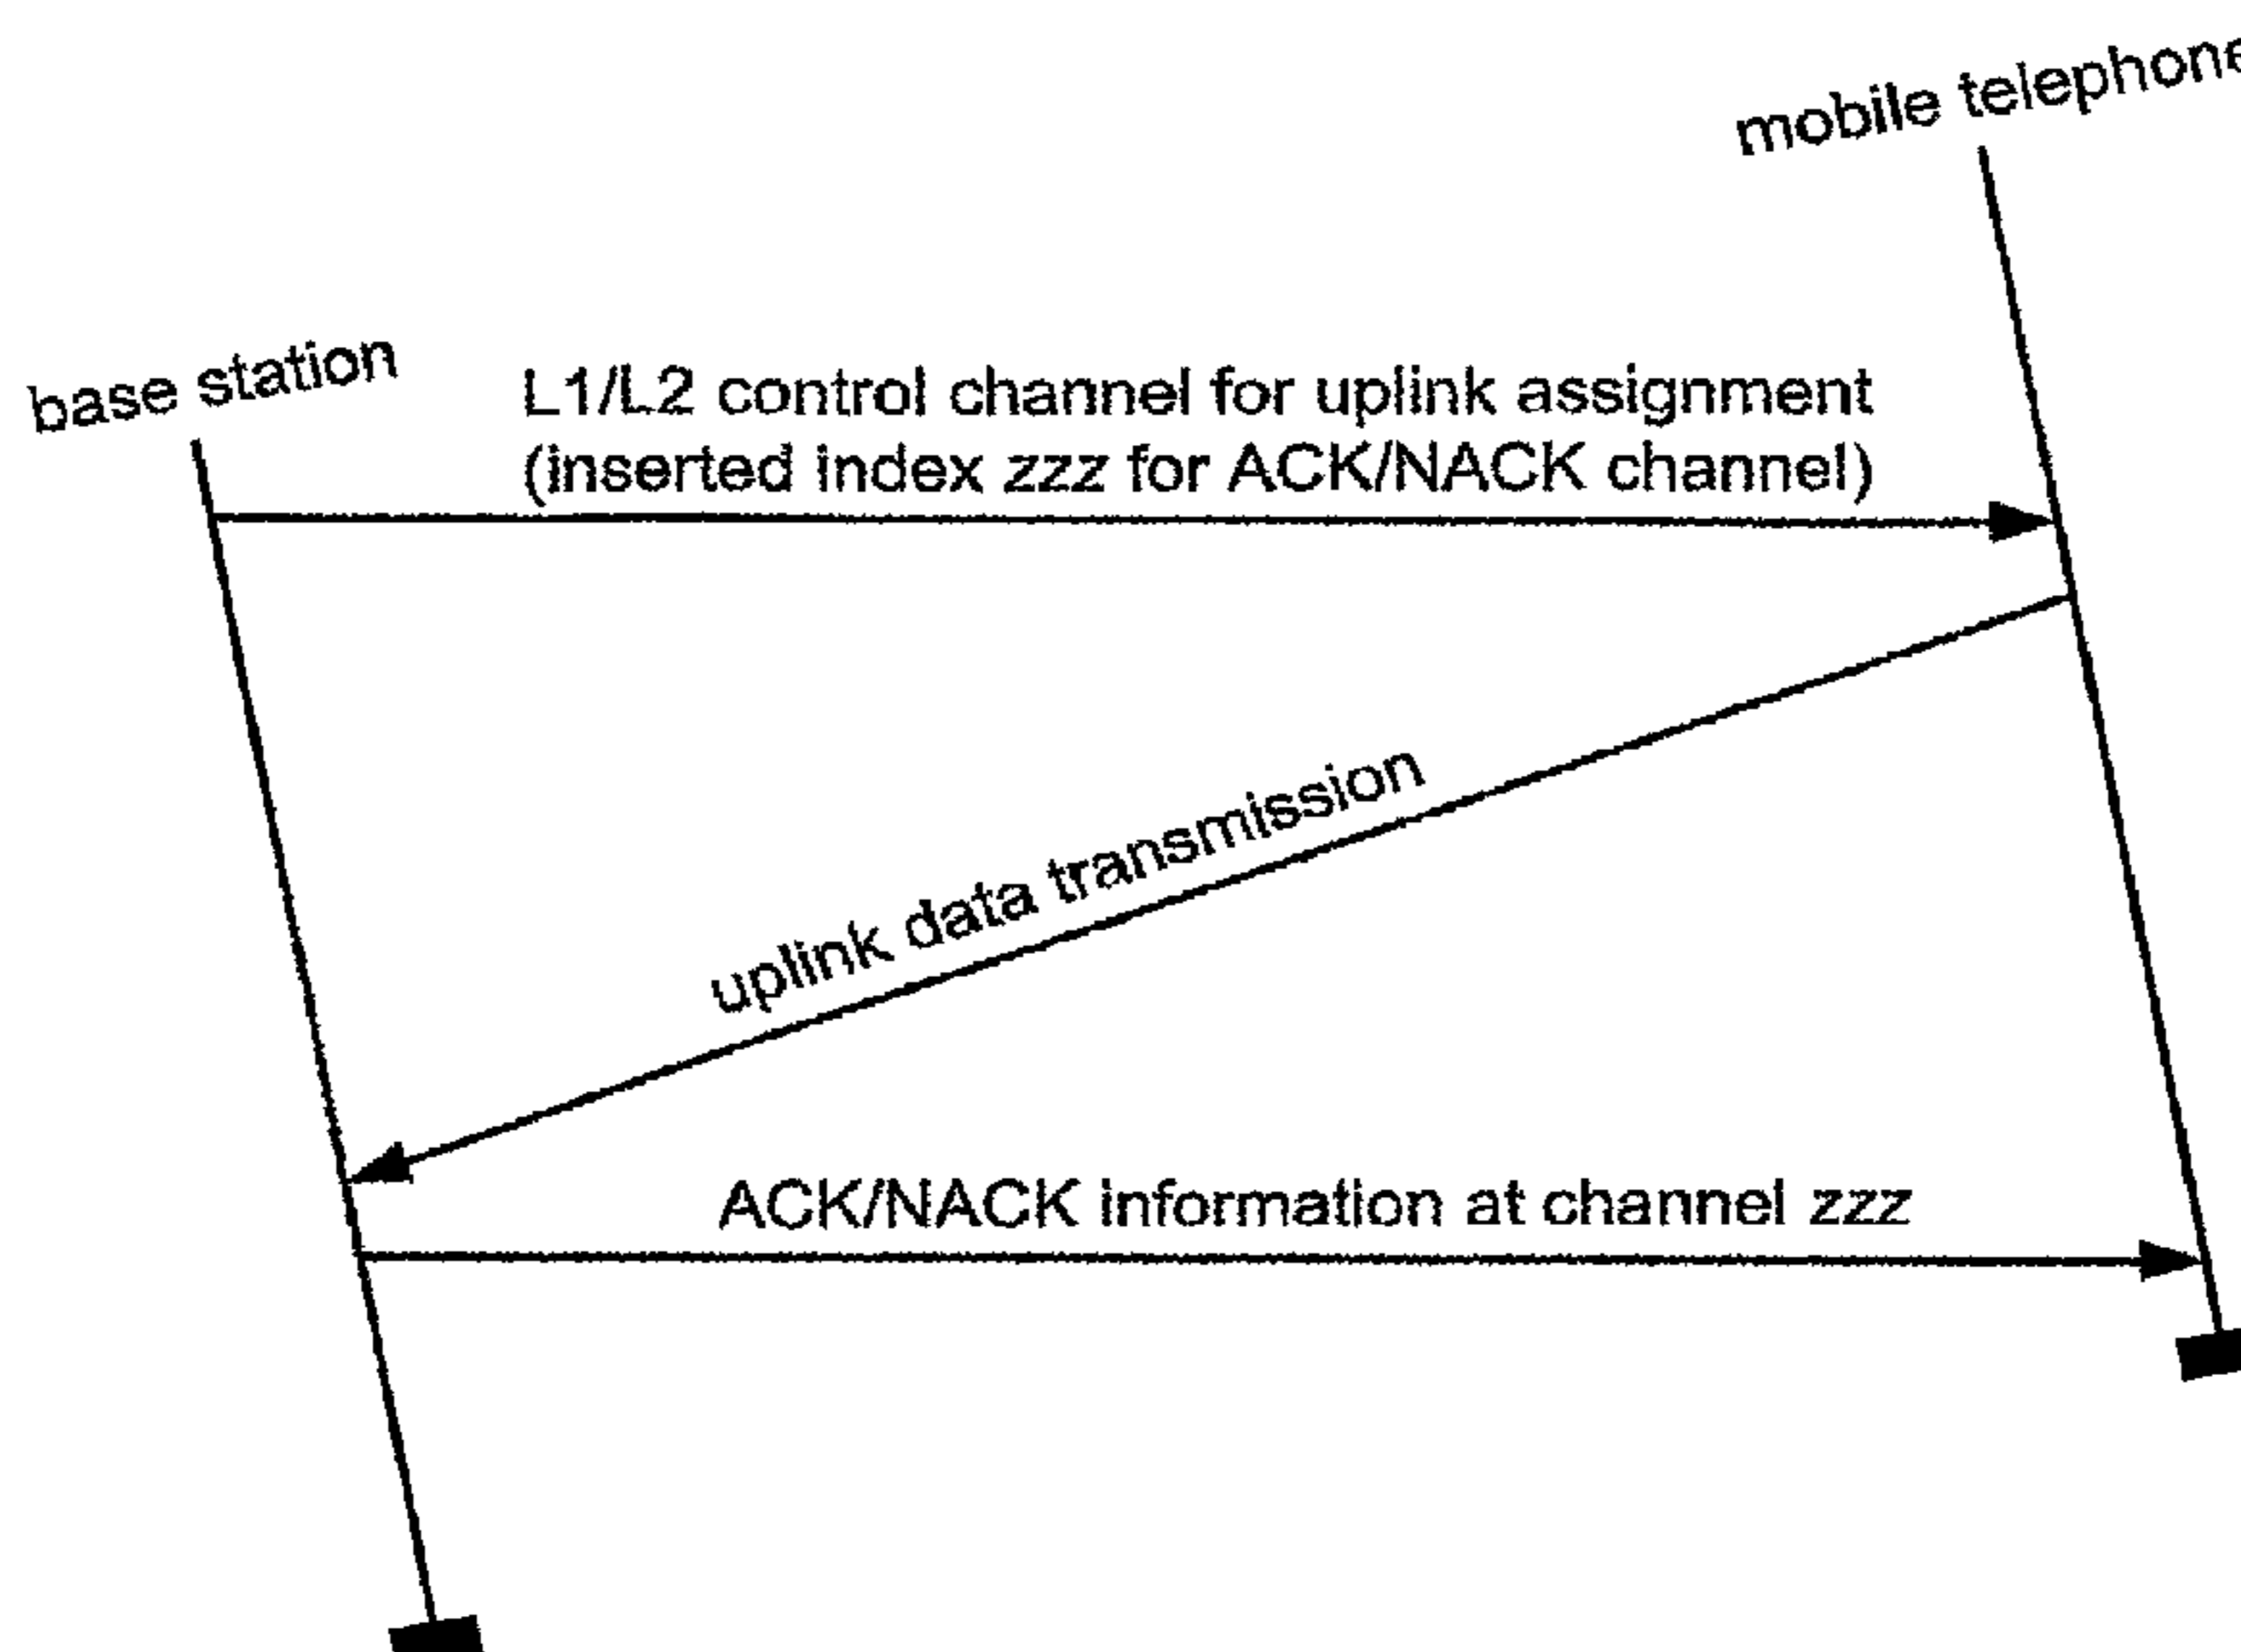 mobile telephone
base station
L1/L2 control channel for uplink assignment
(inserted index zzz for ACK/NACK channel)
uplink data transmission
ACK/NACK information at channel zzz